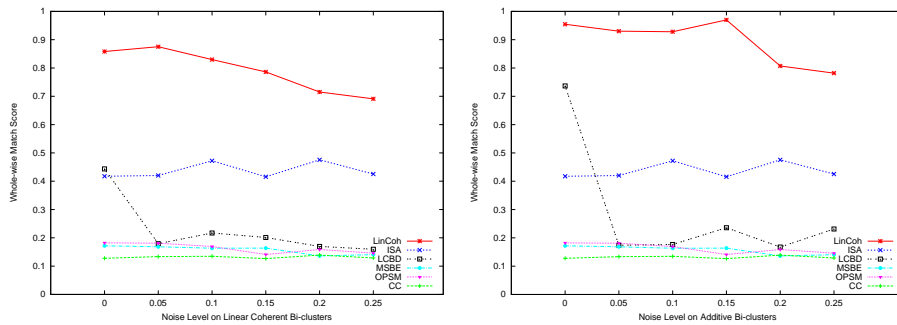 1
0.9
0.8
0.7
0.6
0.5
0.4
0.3
0.2
0.1
0
Whole-wise Match Score
LinCoh
ISA
LCBD
MSBE
OPSM
CC
0 0.05 0.1 0.15 0.2 0.25
Noise Level on Linear Coherent Bi-clusters
1
0.9
0.8
0.7
0.6
0.5
0.4
0.3
0.2
0.1
0
Whole-wise Match Score
LinCoh
ISA
LCBD
MSBE
OPSM
CC
0 0.05 0.1 0.15 0.2 0.25
Noise Level on Additive Bi-clusters